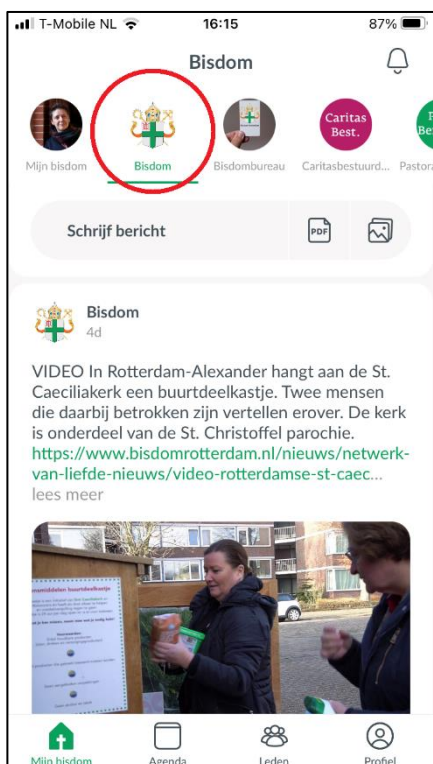 T-Mobile NL 16:15 87%
Bisdom
Caritas
Best.
Mijn bisdom Bisdom Bisdombureau Caritasbestuurd... Pastora
Schrijf bericht PDF
Bisdom
4d
VIDEO In Rotterdam-Alexander hangt aan de St.
Caeciliakerk een buurtdeelkastje. Twee mensen
die daarbij betrokken zijn vertellen erover. De kerk
is onderdeel van de St. Christoffel parochie.
https://www.bisdomrotterdam.nl/nieuws/netwerk-
van-liefde-nieuws/video-rotterdamse-st-caec...
lees meer
nsmiddelen buurtdeelkastje
Mijn bisdom Agenda Leden Profiel